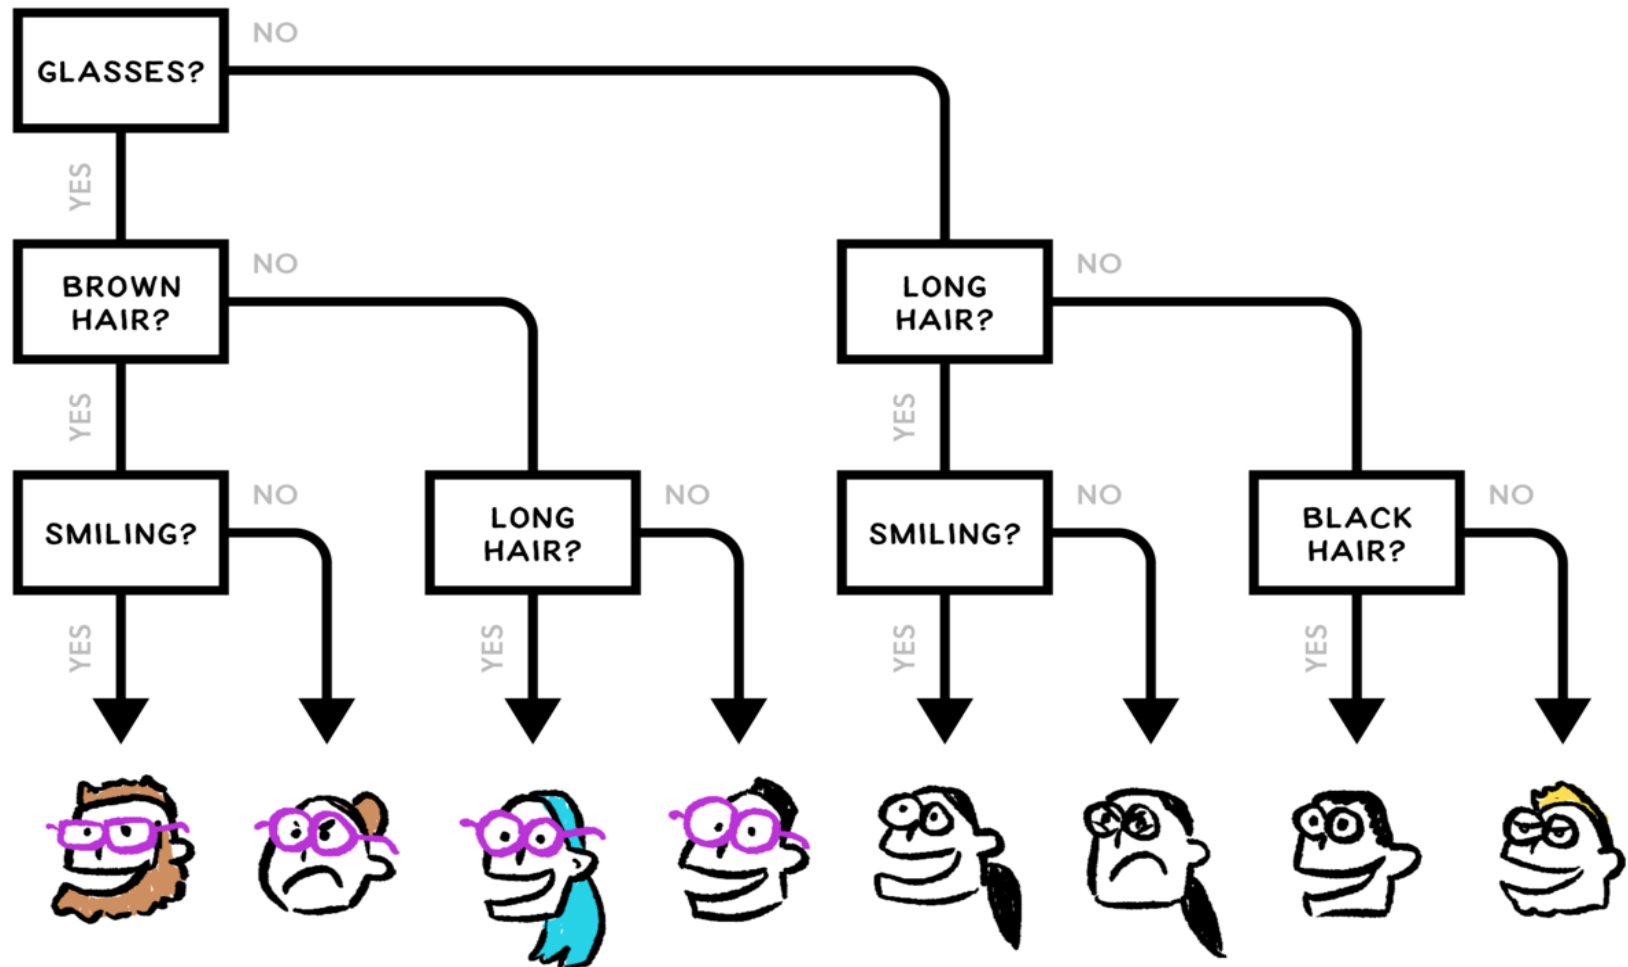 NO
GLASSES?
YES
NO
NO
BROWN
HAIR?
LONG
HAIR?
YES
YES
NO
NO
NO
NO
SMILING?
LONG
HAIR?
SMILING?
BLACK
HAIR?
YES
YES
YES
YES